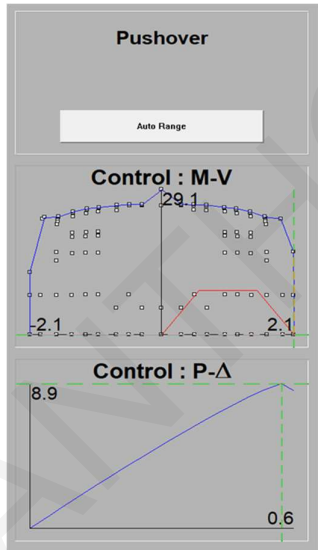 Pushover
Auto Range
Control : M-V
29.1
-2.1
2.1
Control : P-Δ
8.9
0.6